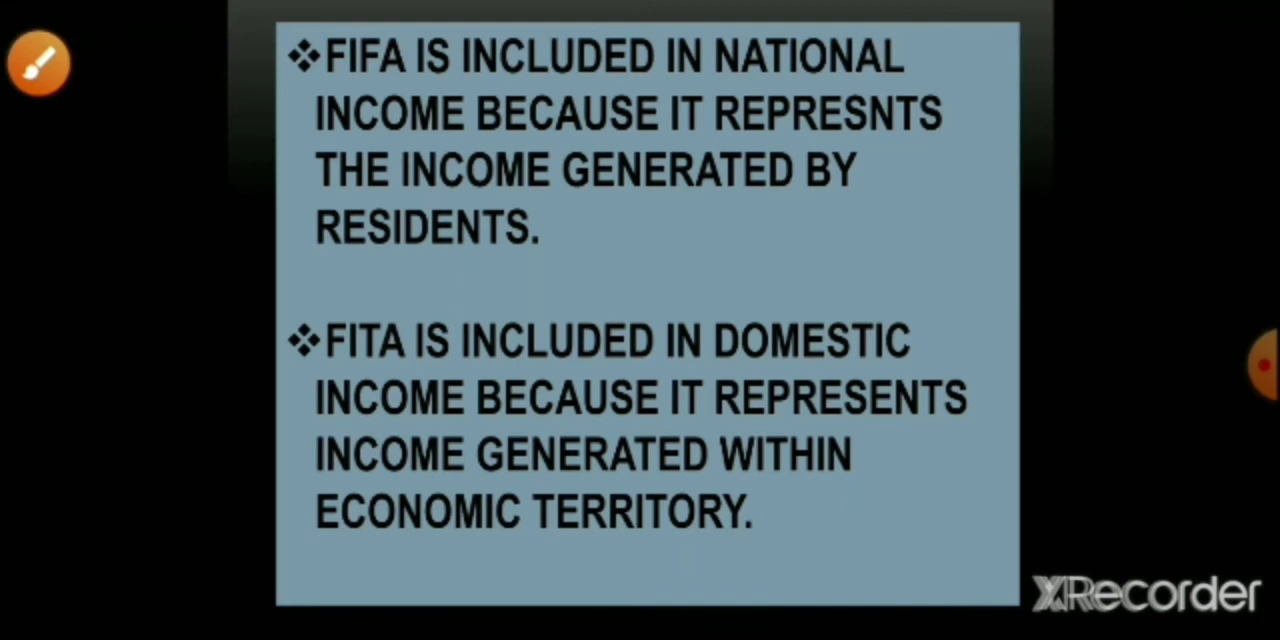 ❖FIFA IS INCLUDED IN NATIONAL
INCOME BECAUSE IT REPRESNTS
THE INCOME GENERATED BY
RESIDENTS.
❖FITA IS INCLUDED IN DOMESTIC
INCOME BECAUSE IT REPRESENTS
INCOME GENERATED WITHIN
ECONOMIC TERRITORY.
XRecorder